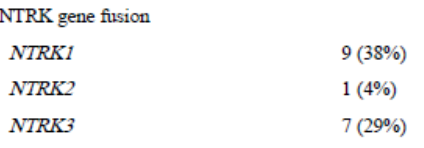 NTRK gene fusion
NTRK1 9 (38%)
NTRK2 1 (4%)
NTRK3 7 (29%)